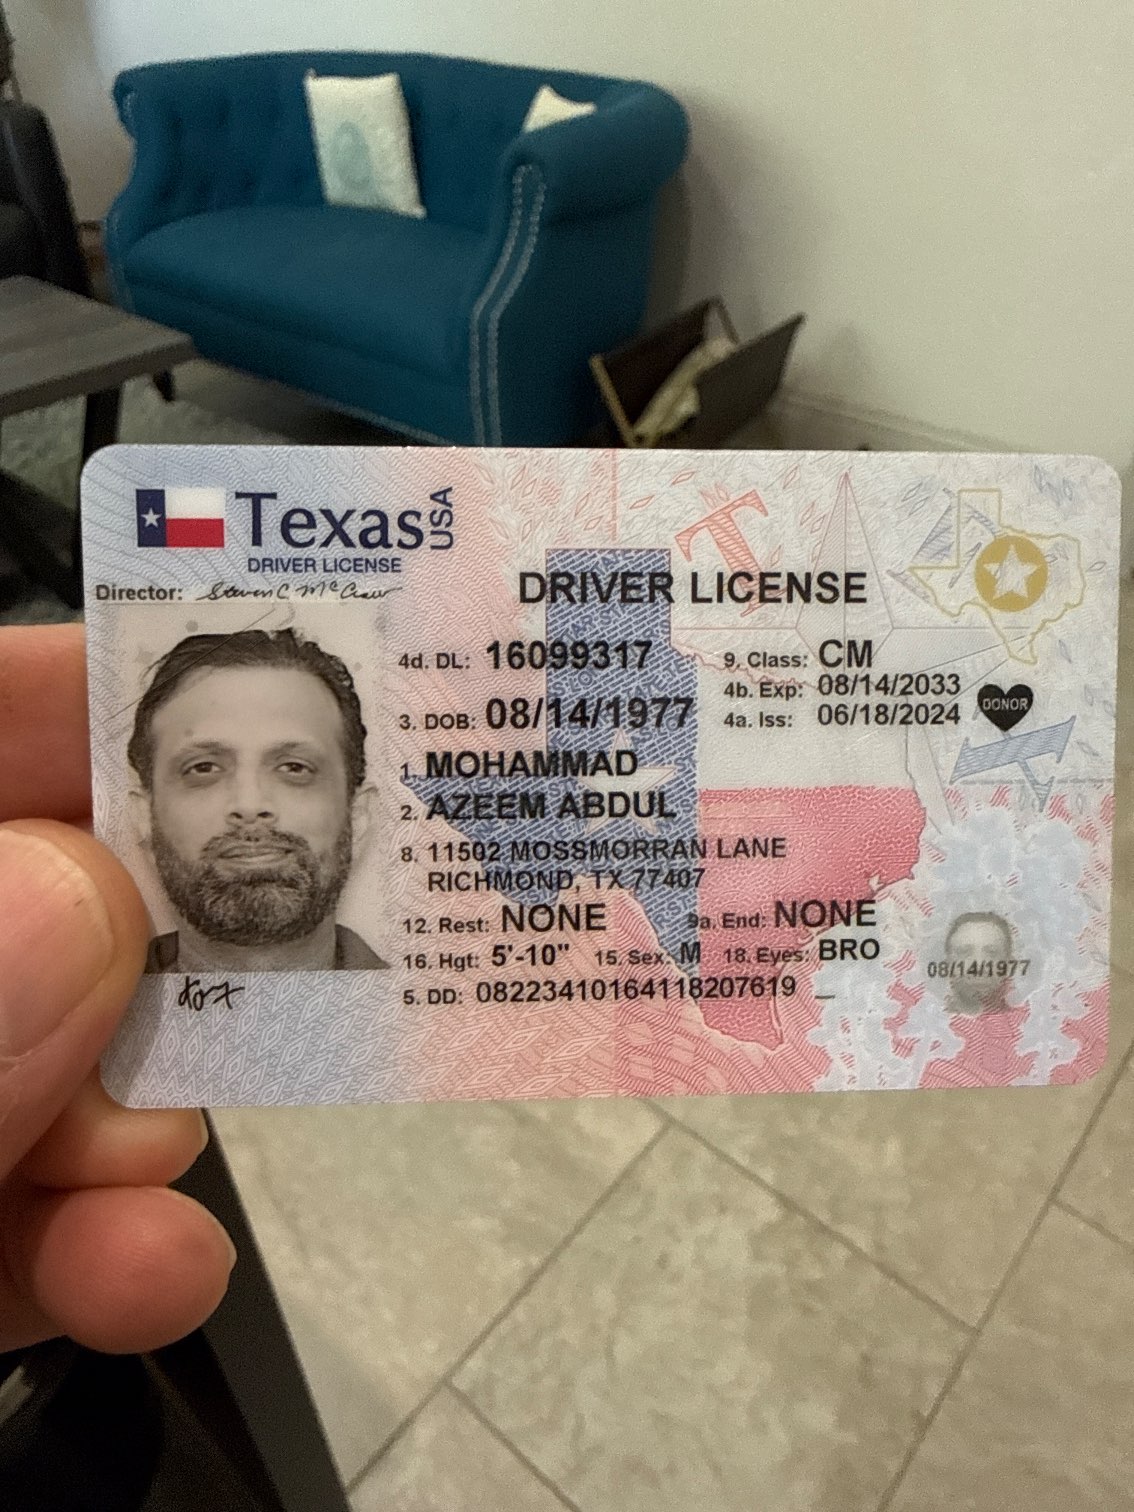 Texas USA
DRIVER LICENSE
Director: Steven C McCraw
DRIVER LICENSE
4d. DL: 16099317
9. Class: CM
4b. Exp: 08/14/2033
3. DOB: 08/14/1977
4a. Iss: 06/18/2024
DONOR
1. MOHAMMAD
2. AZEEM ABDUL
8. 11502 MOSSMORRAN LANE
RICHMOND, TX 77407
12. Rest: NONE
9a. End: NONE
16. Hgt: 5'-10" 15. Sex: M 18. Eyes: BRO
5. DD: 08223410164118207619
08/14/1977